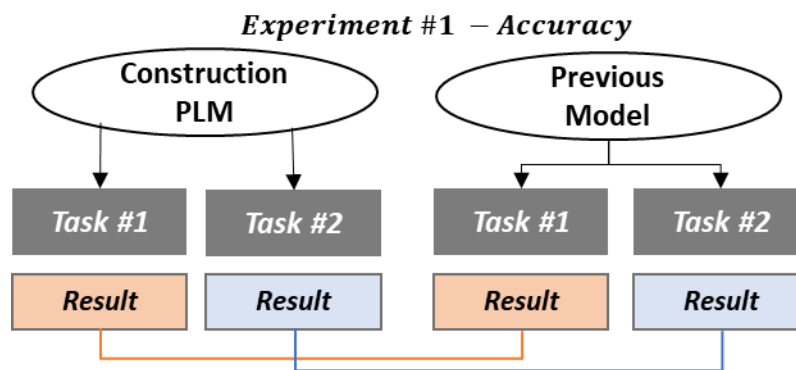 Experiment #1 – Accuracy
Construction
PLM
Previous
Model
Task #1
Task #2
Task #1
Task #2
Result
Result
Result
Result